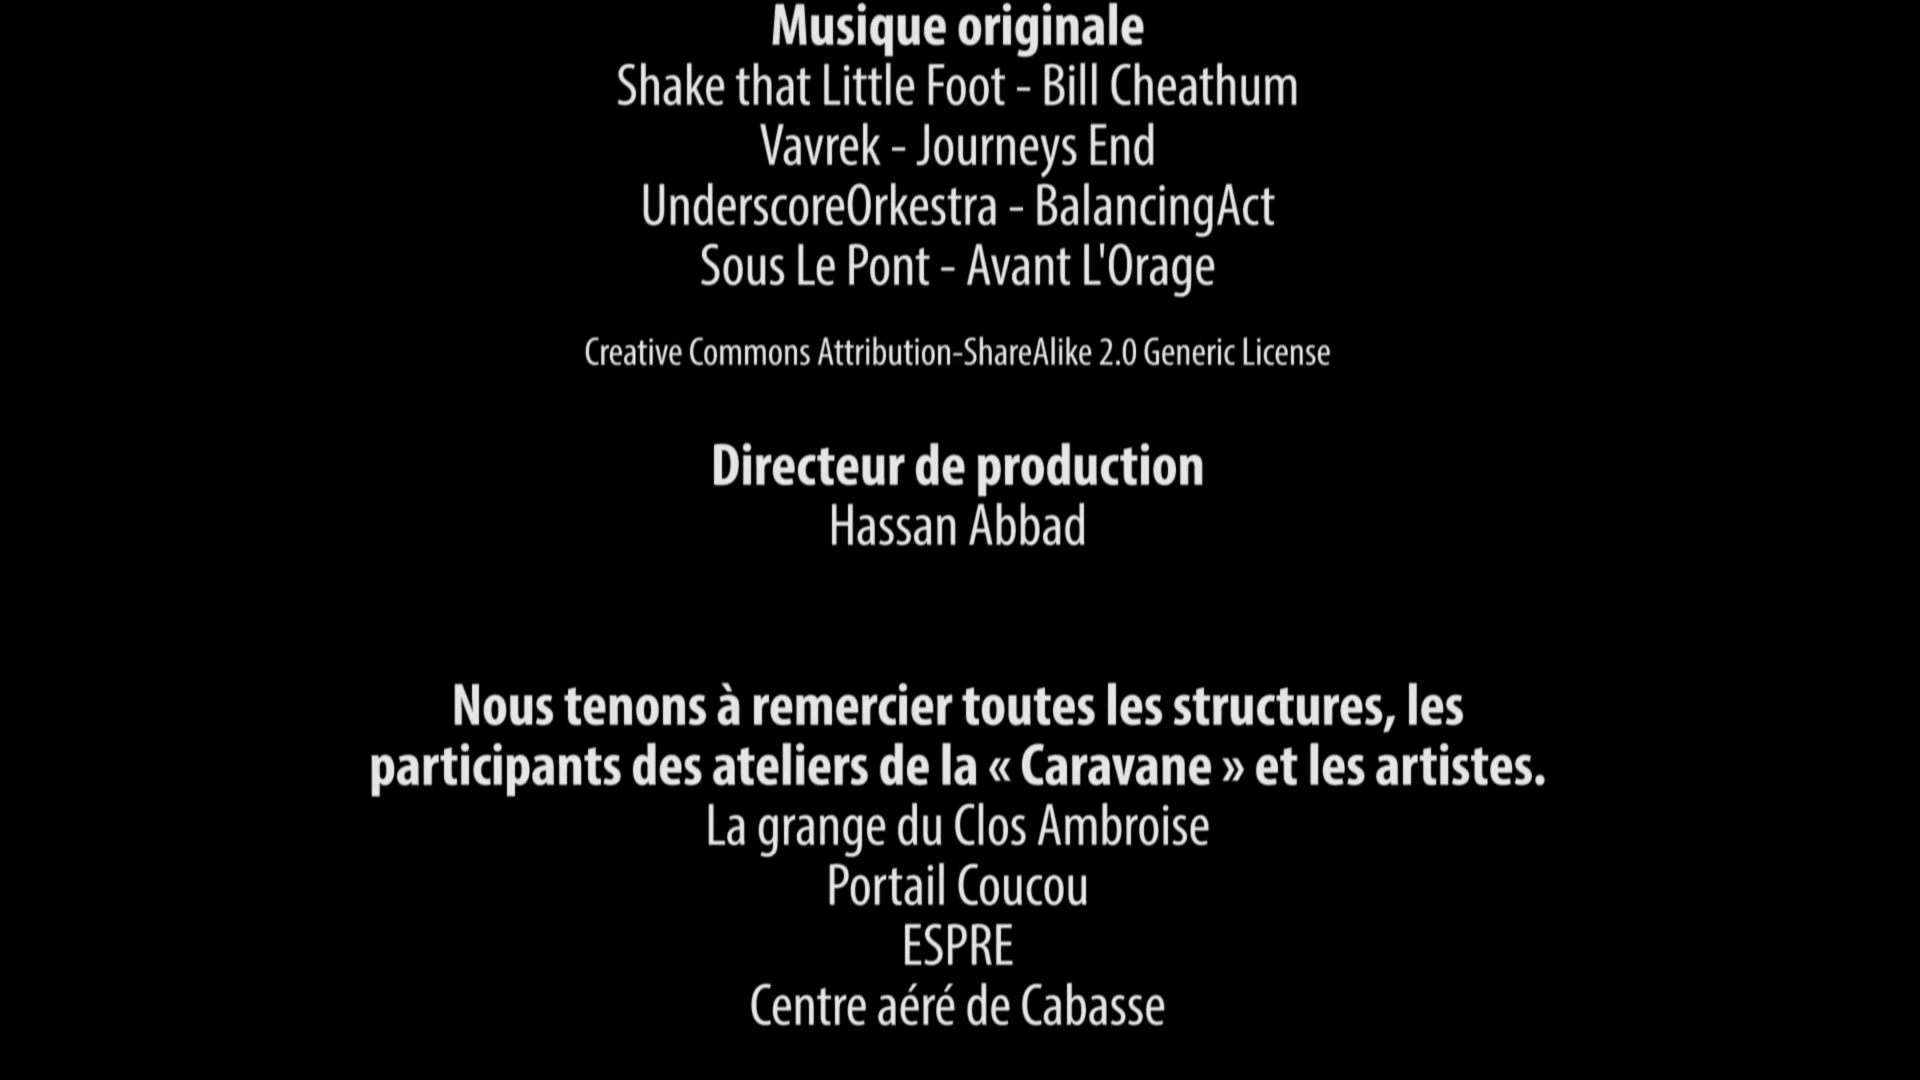 Musique originale
Shake that Little Foot - Bill Cheathum
Vavrek - Journeys End
UnderscoreOrkestra - BalancingAct
Sous Le Pont - Avant L'Orage
Creative Commons Attribution-ShareAlike 2.0 Generic License
Directeur de production
Hassan Abbad
Nous tenons à remercier toutes les structures, les
participants des ateliers de la « Caravane » et les artistes.
La grange du Clos Ambroise
Portail Coucou
ESPRE
Centre aéré de Cabasse